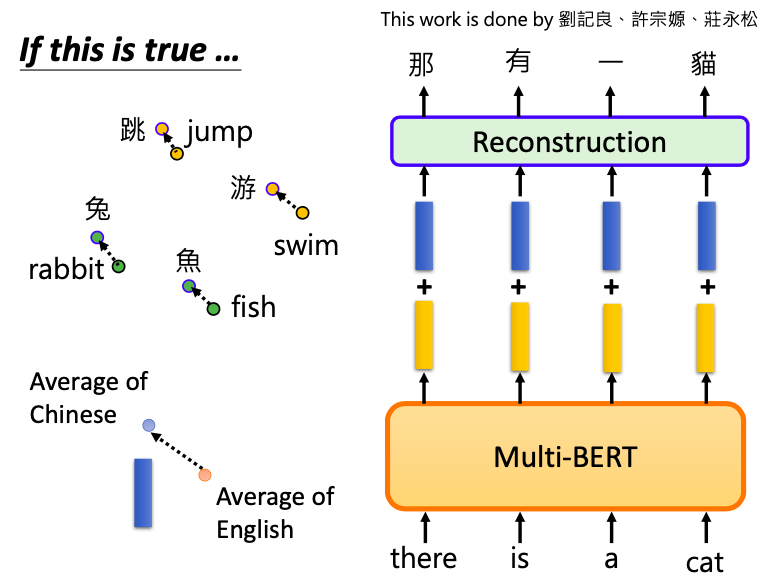 This work is done by 劉記良、許宗嫄、莊永松
If this is true …
跳 jump
游
swim
兔
rabbit
魚
fish
Average of
Chinese
Average of
English
那 有 一 貓
Reconstruction
+ + + +
Multi-BERT
there is a cat